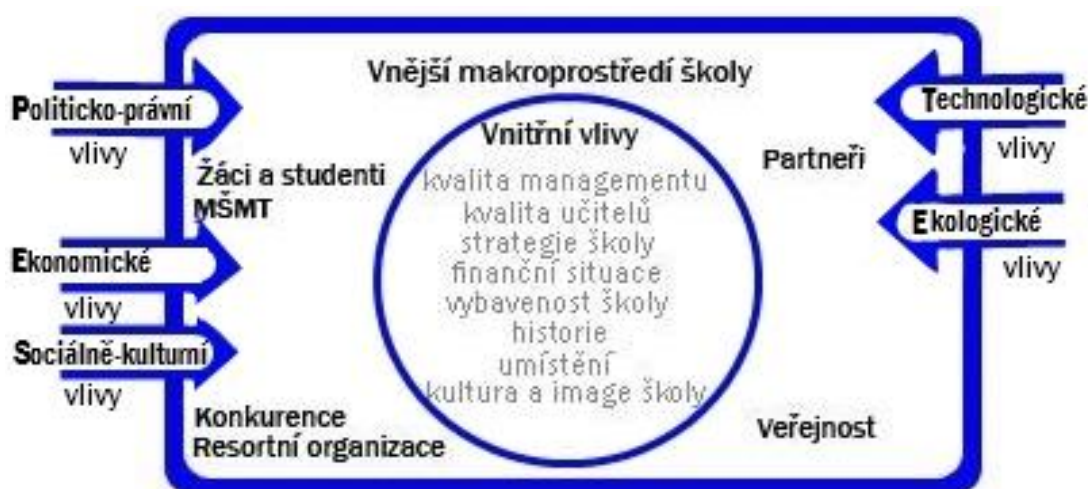 Vnější makroprostředí školy
Politicko-právní
vlivy
Technologické
vlivy
Vnitřní vlivy
Žáci a studenti
MŠMT
Partneři
kvalita managementu
kvalita učitelů
strategie školy
finanční situace
vybavenost školy
historie
umístění
kultura a image školy
Ekologické
vlivy
Ekonomické
vlivy
Sociálně-kulturní
vlivy
Konkurence
Resortní organizace
Veřejnost